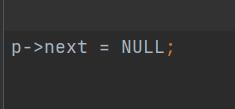 p->next = NULL;